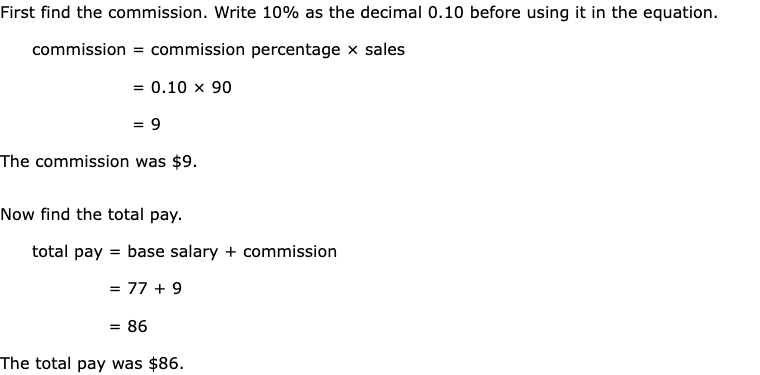 First find the commission. Write 10% as the decimal 0.10 before using it in the equation.
commission = commission percentage × sales
= 0.10 × 90
= 9
The commission was $9.
Now find the total pay.
total pay = base salary + commission
= 77 + 9
= 86
The total pay was $86.